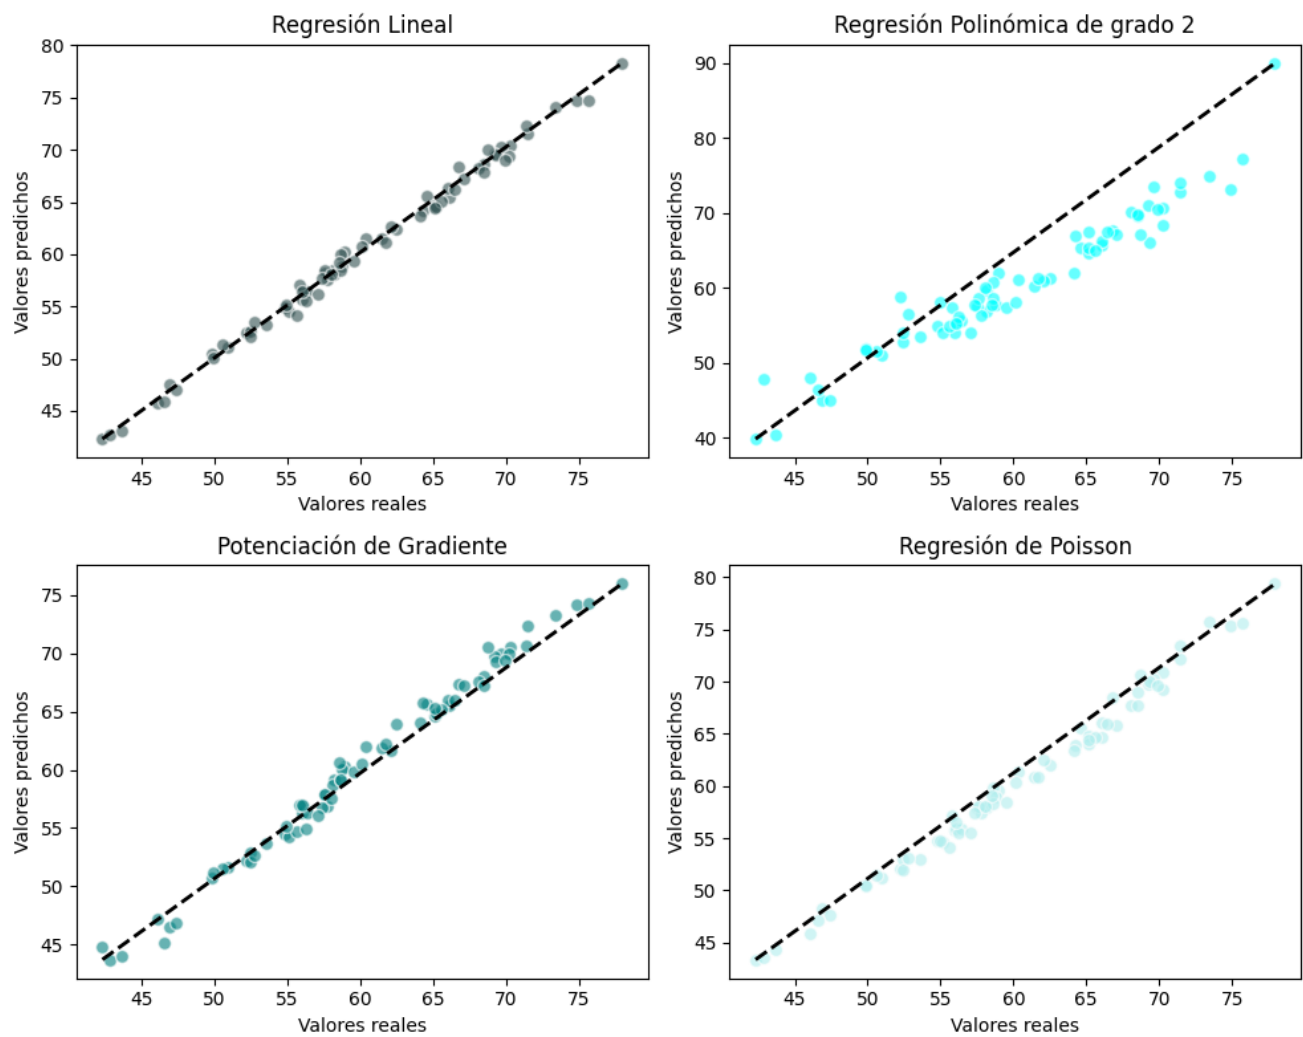 Regresión Lineal
80
75
70
65
60
55
50
45
Valores predichos
45 50 55 60 65 70 75
Valores reales
Regresión Polinómica de grado 2
90
80
70
60
50
40
Valores predichos
45 50 55 60 65 70 75
Valores reales
Potenciación de Gradiente
75
70
65
60
55
50
45
Valores predichos
45 50 55 60 65 70 75
Valores reales
Regresión de Poisson
80
75
70
65
60
55
50
45
Valores predichos
45 50 55 60 65 70 75
Valores reales